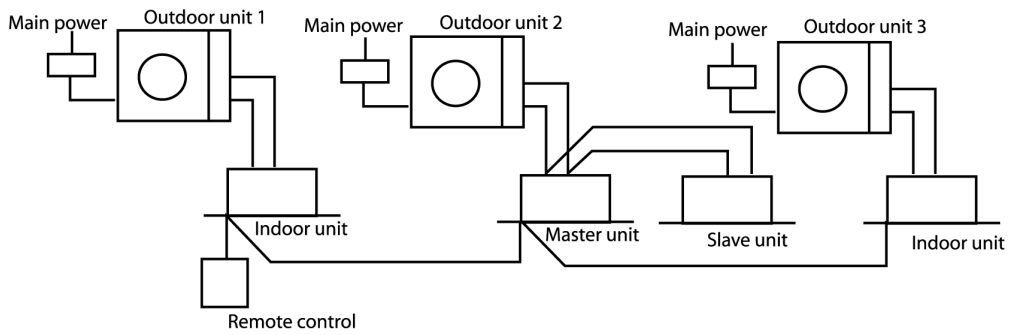 Main power
Outdoor unit 1
Main power
Outdoor unit 2
Main power
Outdoor unit 3
Indoor unit
Master unit
Slave unit
Indoor unit
Remote control